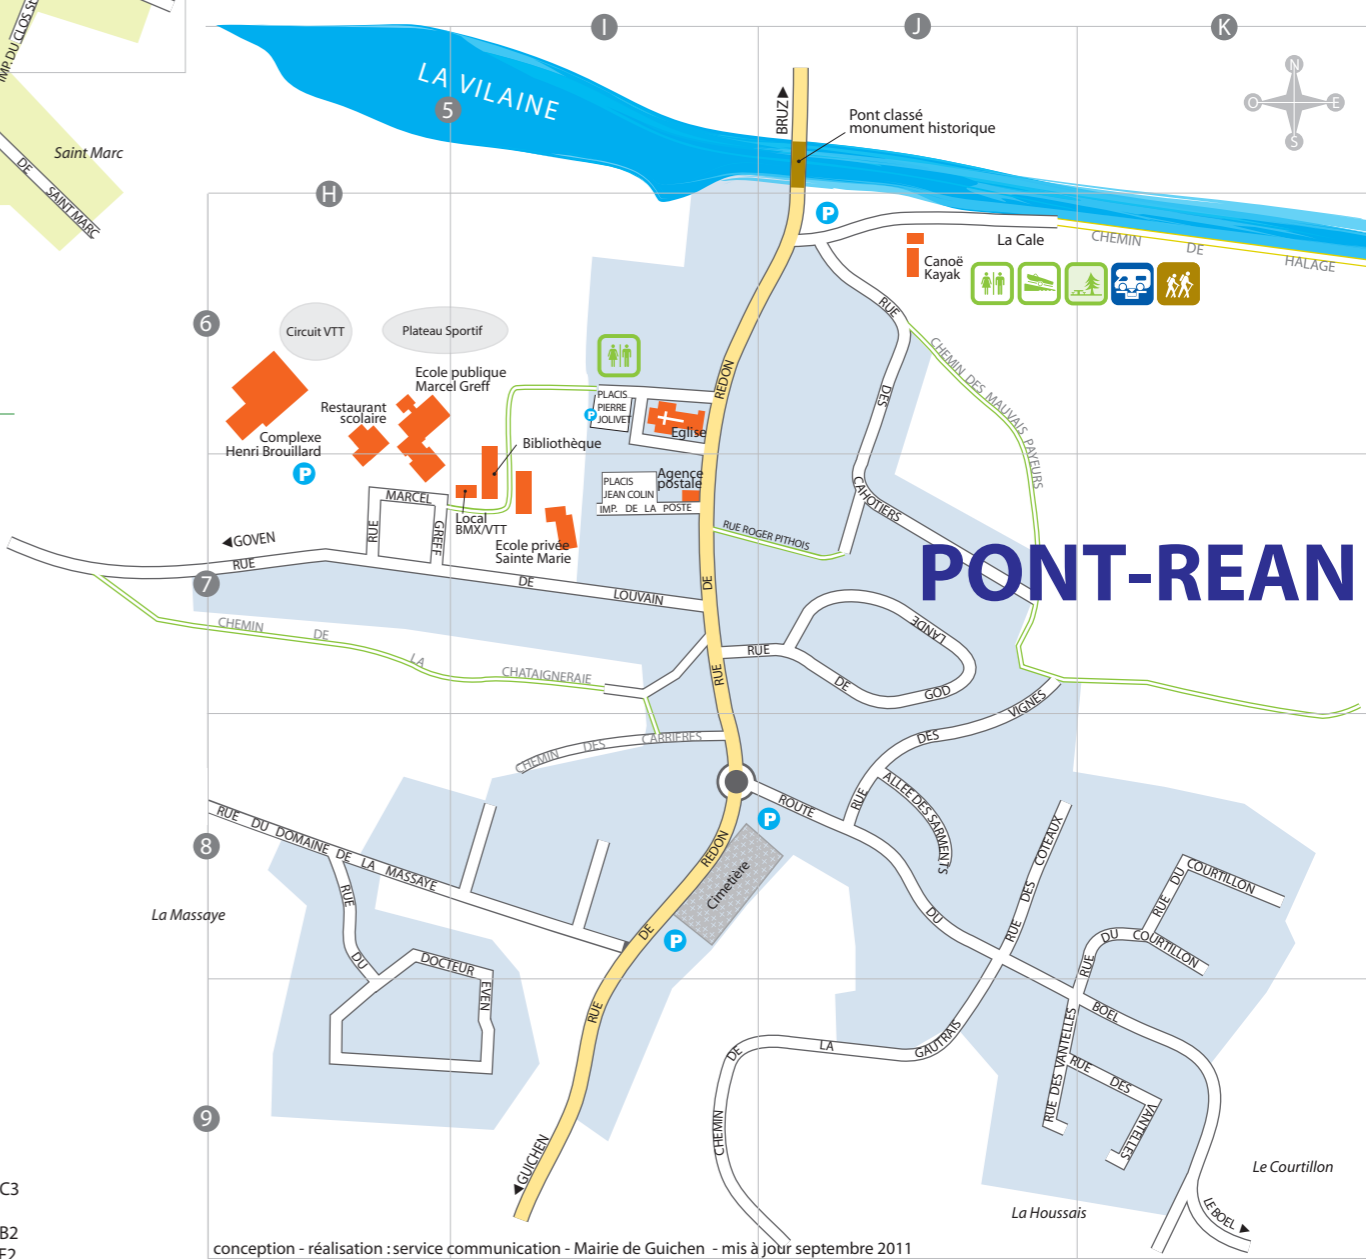 IMP. DU CLOS St
Saint Marc
DE SAINT MARC
H
I
J
K
5
6
7
8
9
N
O
E
S
LA VILAINE
BRUZ
Pont classé
monument historique
P
La Cale
CHEMIN DE HALAGE
Canoë
Kayak
Circuit VTT
Plateau Sportif
Ecole publique
Marcel Greff
Restaurant
scolaire
Complexe
Henri Brouillard
P
Bibliothèque
Local
BMX/VTT
Ecole privée
Sainte Marie
PLACIS
PIERRE
JOLIVET
P
Eglise
PLACIS
JEAN COLIN
Agence
postale
IMP. DE LA POSTE
RUE ROGER PITHOIS
RUE DES CAHOTIERS
CHEMIN DES MAUVAIS PAYEURS
PONT-REAN
RUE MARCEL GREFF
GOVEN
RUE DE LOUVAIN
CHEMIN DE LA CHATAIGNERAIE
RUE DE REDON
RUE DE GOD LANDE
RUE DES VIGNES
ALLEE DES SARMENTS
CHEMIN DES CARRIERES
ROUTE DU BOEL
P
Cimetière
P
RUE DE REDON
RUE DU DOMAINE DE LA MASSAYE
La Massaye
RUE DU DOCTEUR EVEN
RUE DES COTEAUX
RUE DU COURTILLON
RUE DU COURTILLON
CHEMIN DE LA GAUTRAIS
RUE DES VANTELLES
RUE DES VANTELLES
GUICHEN
Le Courtillon
La Houssais
LE BOEL
C3
B2
F2
conception - réalisation : service communication - Mairie de Guichen - mis à jour septembre 2011